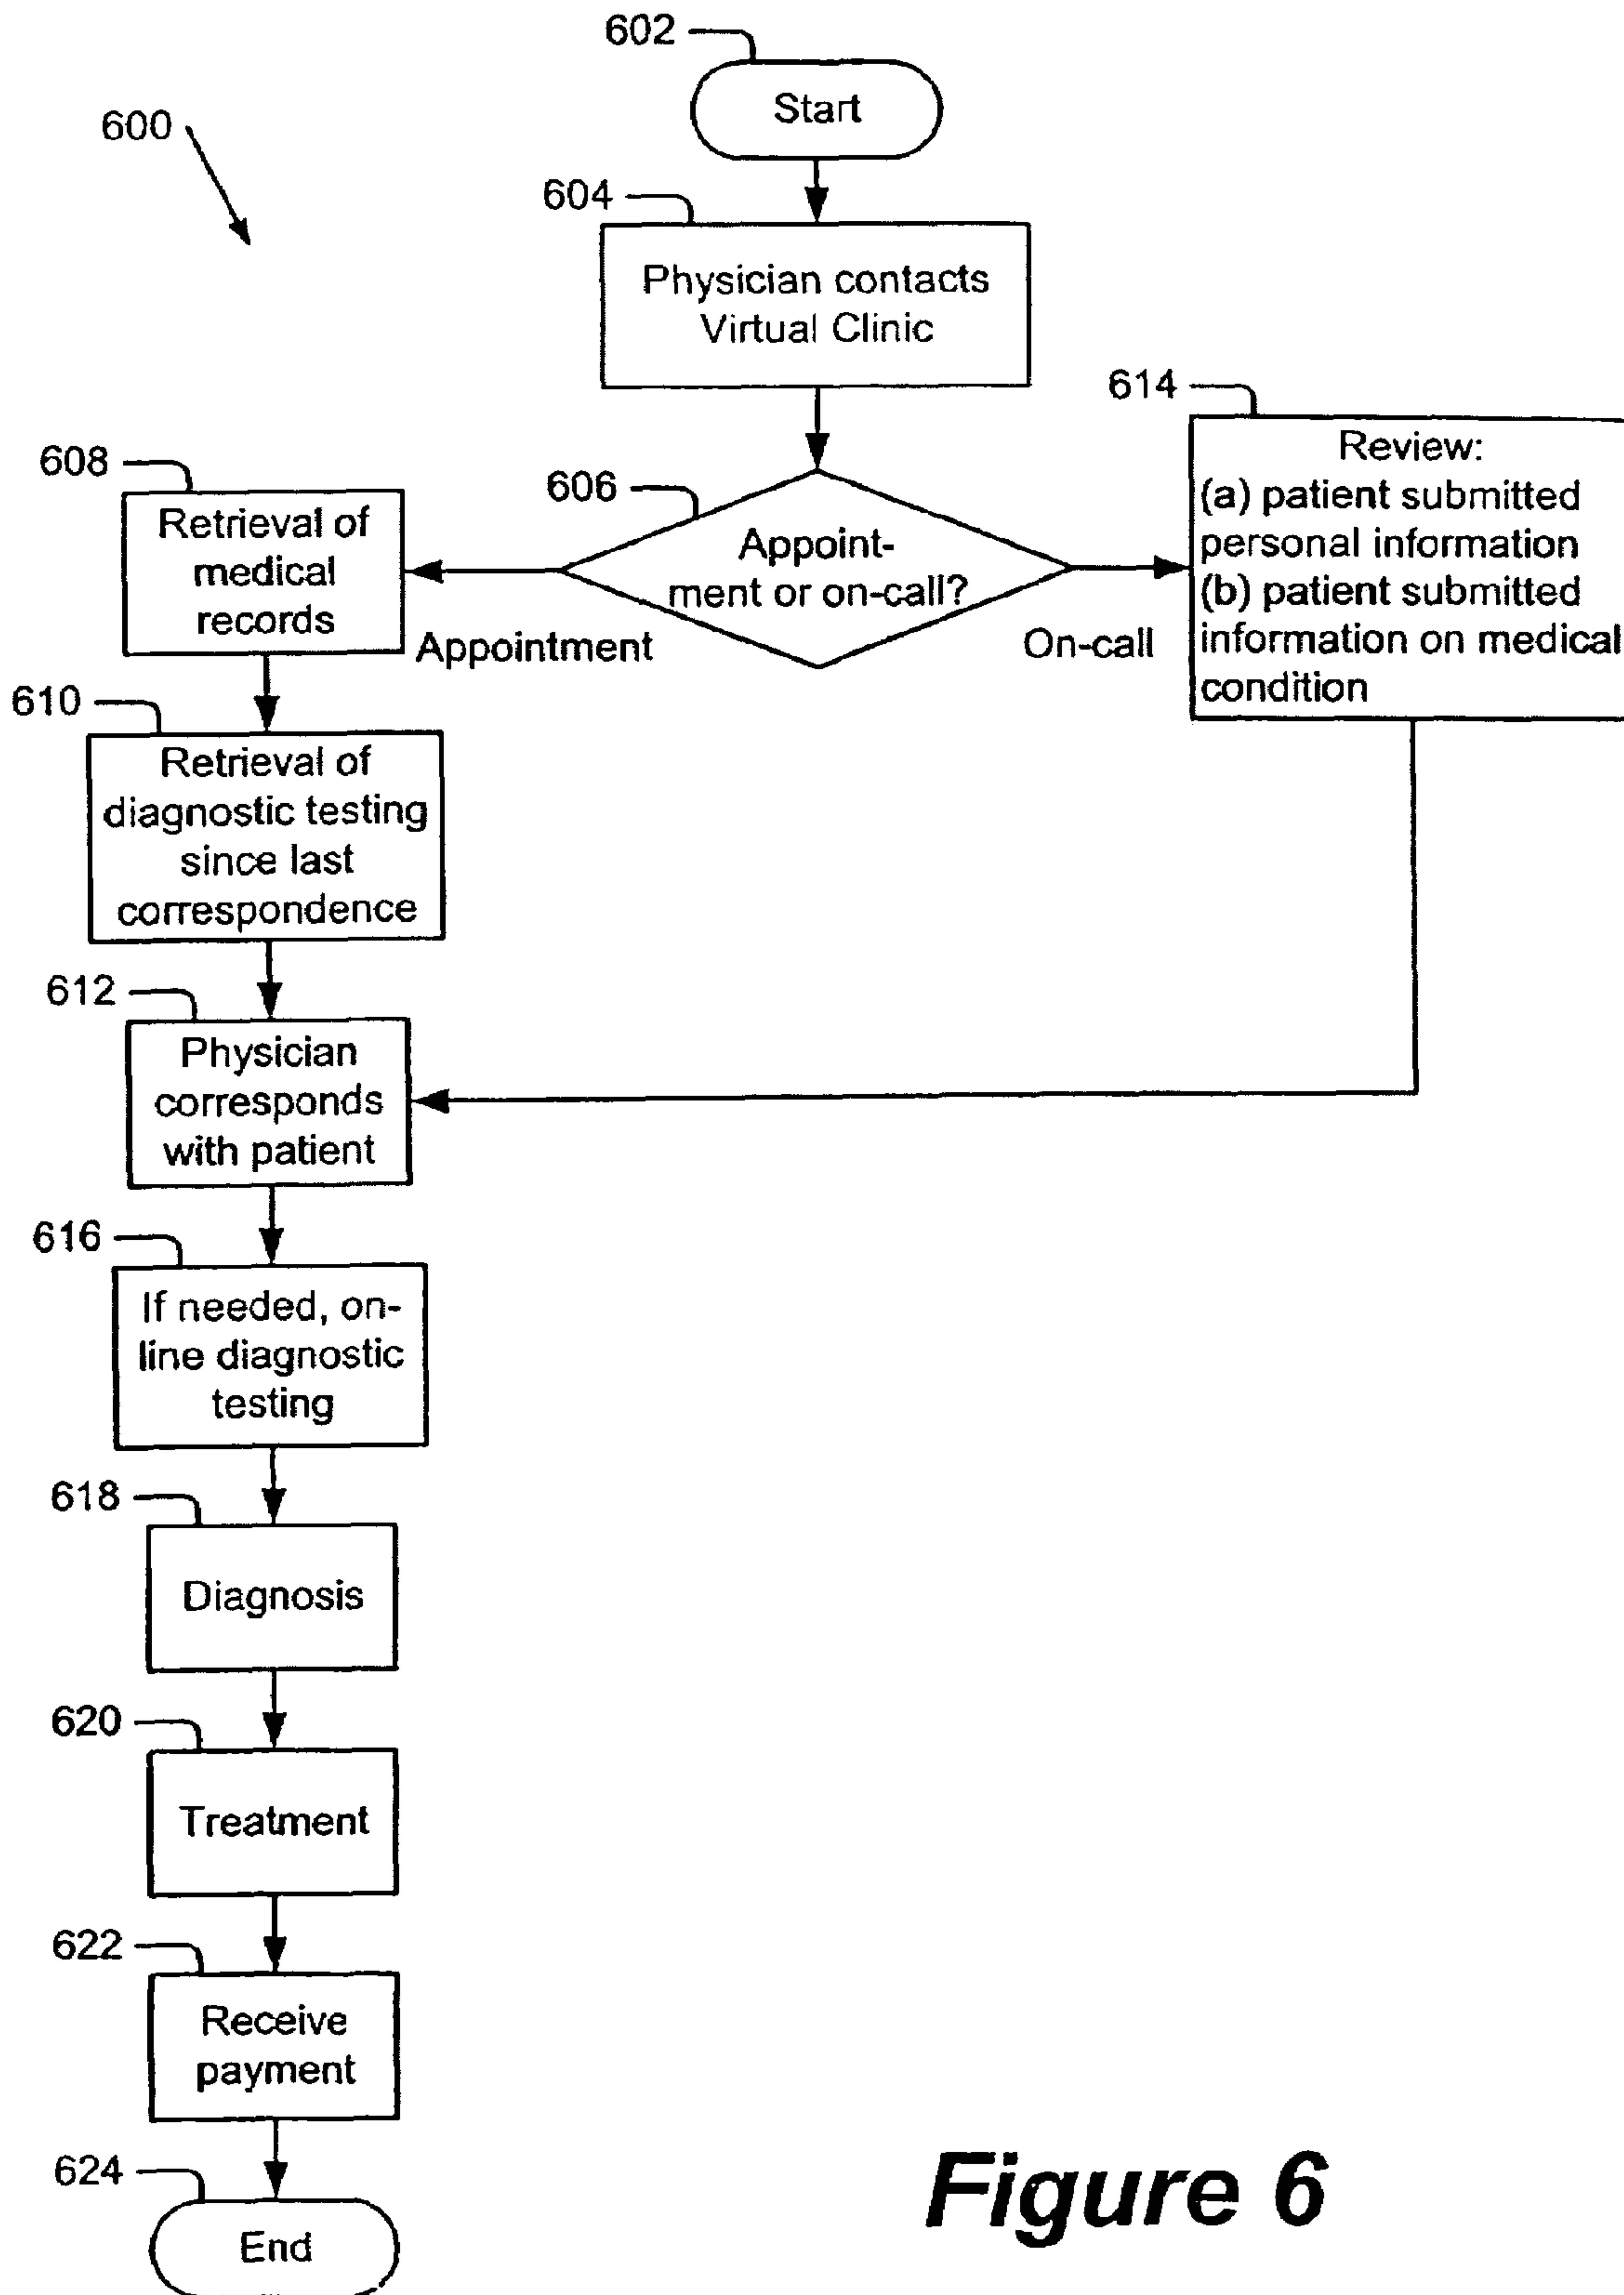 602
Start
600
604
Physician contacts
Virtual Clinic
614
Review:
(a) patient submitted
personal information
(b) patient submitted
information on medical
condition
608
Retrieval of
medical
records
606
Appoint-
ment or on-call?
Appointment
On-call
610
Retrieval of
diagnostic testing
since last
correspondence
612
Physician
corresponds
with patient
616
If needed, on-
line diagnostic
testing
618
Diagnosis
620
Treatment
622
Receive
payment
624
End
Figure 6